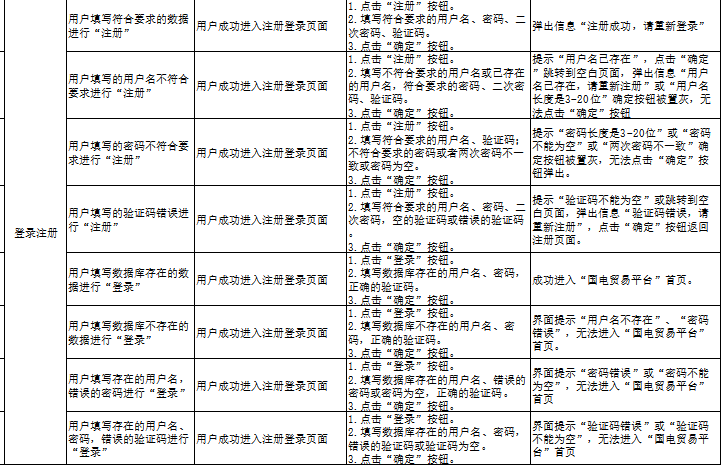 用户填写符合要求的数据
进行“注册”
用户成功进入注册登录页面
1. 点击“注册”按钮。
2. 填写符合要求的用户名、密码、二
次密码、验证码。
3. 点击“确定”按钮。
弹出信息“注册成功，请重新登录”
用户填写的用户名不符合
要求进行“注册”
用户成功进入注册登录页面
1. 点击“注册”按钮。
2. 填写不符合要求的用户名或已存在
的用户名，符合要求的密码、二次密
码、验证码。
3. 点击“确定”按钮。
提示“用户名已存在”，点击“确定
”跳转到空白页面，弹出信息“用户
名已存在，请重新注册”或“用户名
长度是3-20位”确定按钮被置灰，无
法点击“确定”按钮
用户填写的密码不符合要
求进行“注册”
用户成功进入注册登录页面
1. 点击“注册”按钮。
2. 填写符合要求的用户名、验证码；
不符合要求的密码或者两次密码不一
致或密码为空。
3. 点击“确定”按钮。
提示“密码长度是3-20位”或“密码
不能为空”或“两次密码不一致”确
定按钮被置灰，无法点击“确定”按
钮弹出。
登录注册
用户填写的验证码错误进
行“注册”
用户成功进入注册登录页面
1. 点击“注册”按钮。
2. 填写符合要求的用户名、密码、二
次密码，空的验证码或错误的验证码
。
3. 点击“确定”按钮。
提示“验证码不能为空”或跳转到空
白页面，弹出信息“验证码错误，请
重新注册”，点击“确定”按钮返回
注册页面。
用户填写数据库存在的数
据进行“登录”
用户成功进入注册登录页面
1. 点击“登录”按钮。
2. 填写数据库存在的用户名、密码，
正确的验证码。
3. 点击“确定”按钮。
成功进入“国电贸易平台”首页。
用户填写数据库不存在的
数据进行“登录”
用户成功进入注册登录页面
1. 点击“登录”按钮。
2. 填写数据库不存在的用户名、密
码，正确的验证码。
3. 点击“确定”按钮。
界面提示“用户名不存在”、“密码
错误”，无法进入“国电贸易平台”
首页。
用户填写存在的用户名，
错误的密码进行“登录”
用户成功进入注册登录页面
1. 点击“登录”按钮。
2. 填写数据库存在的用户名、错误的
密码或密码为空，正确的验证码。
3. 点击“确定”按钮。
界面提示“密码错误”或“密码不能
为空”，无法进入“国电贸易平台”
首页
用户填写存在的用户名、
密码，错误的验证码进行
“登录”
用户成功进入注册登录页面
1. 点击“登录”按钮。
2. 填写数据库存在的用户名、密码，
错误的验证码或验证码为空。
3. 点击“确定”按钮。
界面提示“验证码错误”或“验证码
不能为空”，无法进入“国电贸易平
台”首页